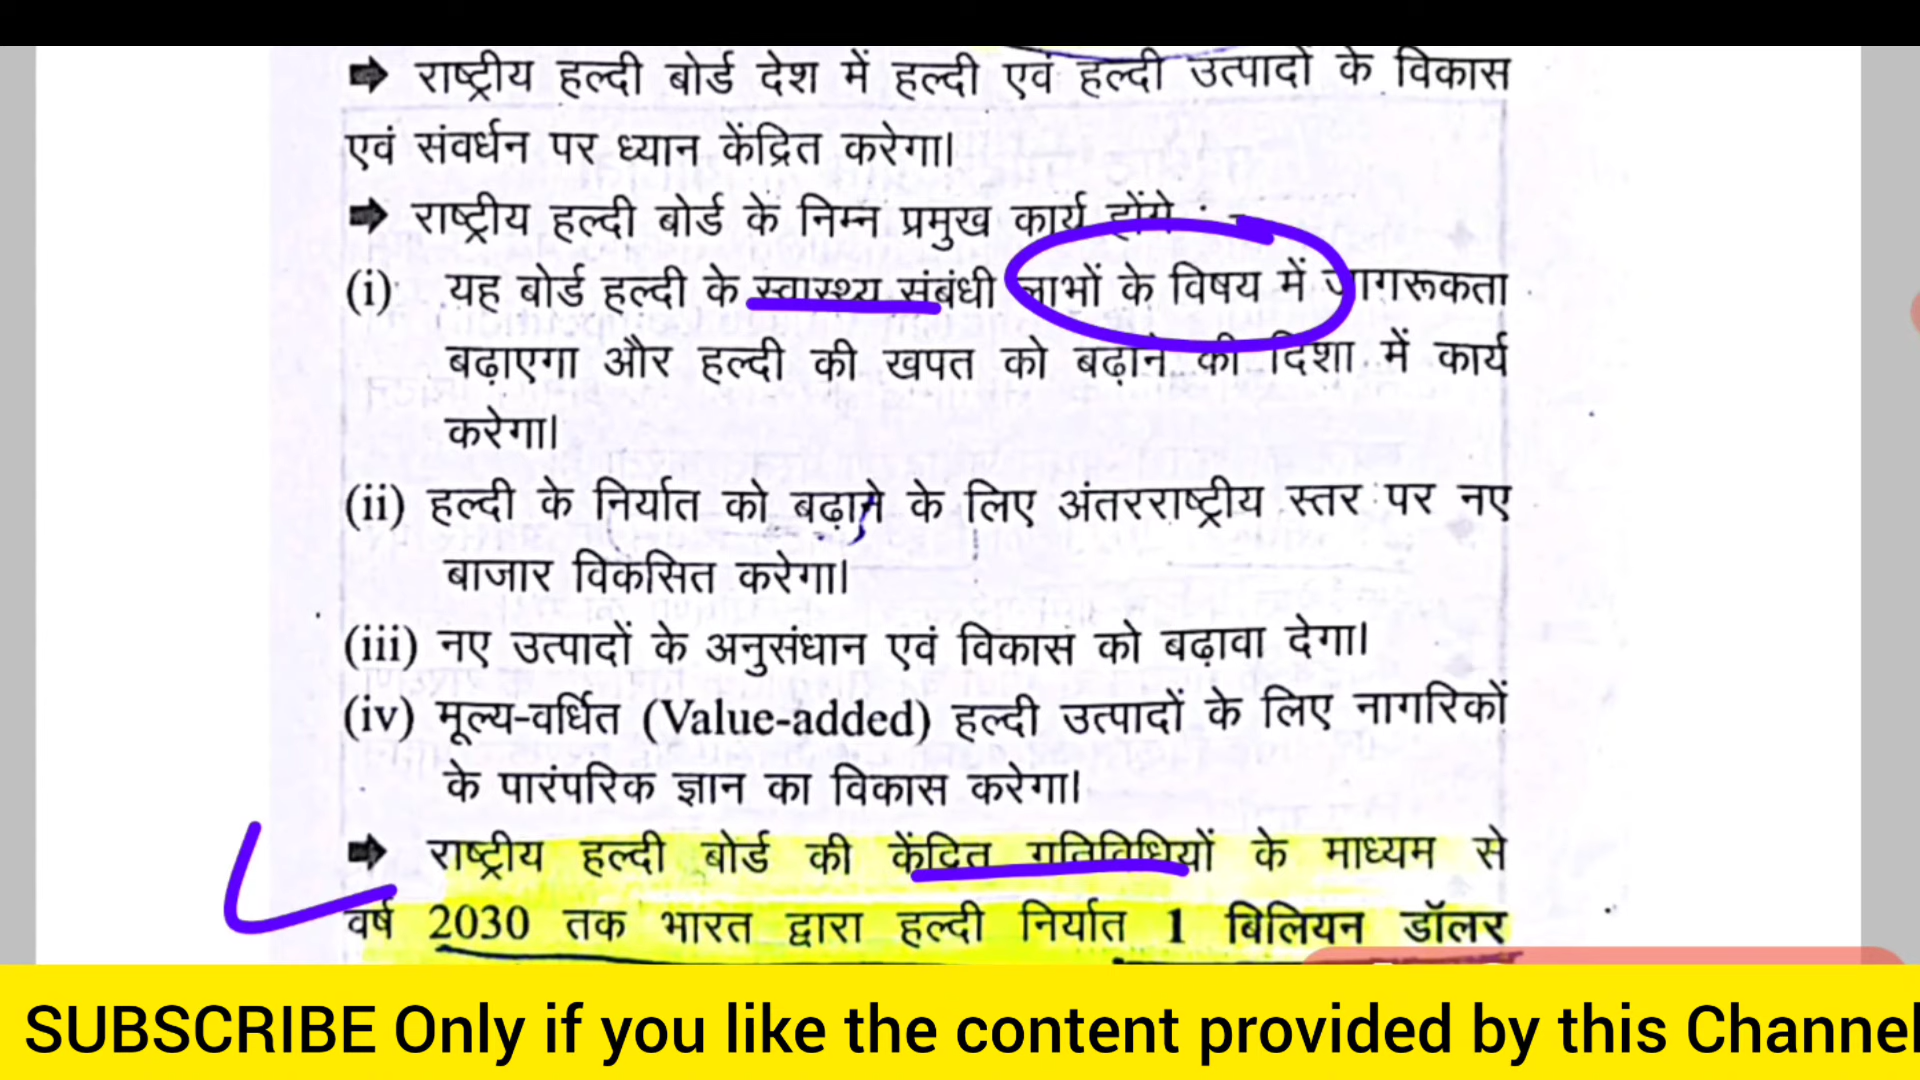 ➡ राष्ट्रीय हल्दी बोर्ड देश में हल्दी एवं हल्दी उत्पादों के विकास
एवं संवर्धन पर ध्यान केंद्रित करेगा।
➡ राष्ट्रीय हल्दी बोर्ड के निम्न प्रमुख कार्य होंगे : –
(i) यह बोर्ड हल्दी के स्वास्थ्य संबंधी लाभों के विषय में जागरूकता
बढ़ाएगा और हल्दी की खपत को बढ़ाने की दिशा में कार्य
करेगा।
(ii) हल्दी के निर्यात को बढ़ाने के लिए अंतरराष्ट्रीय स्तर पर नए
बाजार विकसित करेगा।
(iii) नए उत्पादों के अनुसंधान एवं विकास को बढ़ावा देगा।
(iv) मूल्य-वर्धित (Value-added) हल्दी उत्पादों के लिए नागरिकों
के पारंपरिक ज्ञान का विकास करेगा।
➡ राष्ट्रीय हल्दी बोर्ड की केंद्रित गतिविधियों के माध्यम से
वर्ष 2030 तक भारत द्वारा हल्दी निर्यात 1 बिलियन डॉलर
SUBSCRIBE Only if you like the content provided by this Channel